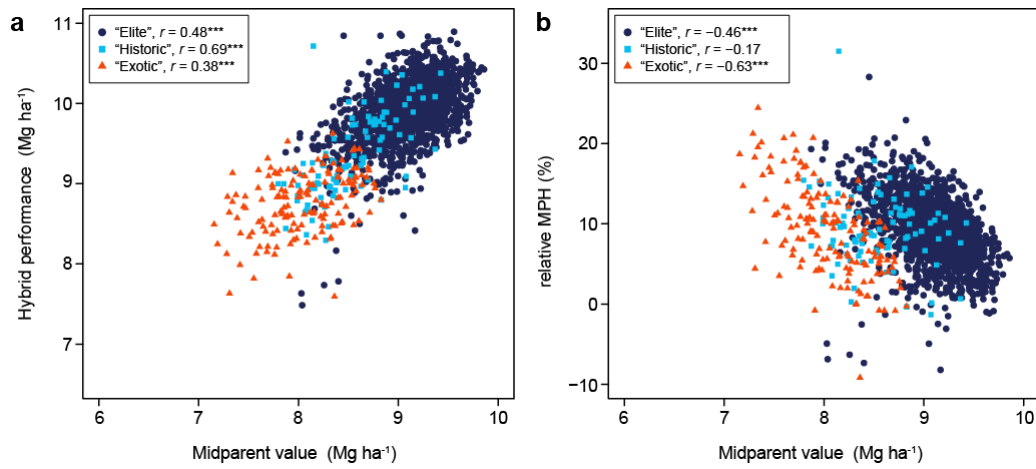 a
"Elite", r = 0.48***
"Historic", r = 0.69***
"Exotic", r = 0.38***
Hybrid performance (Mg ha⁻¹)
11
10
9
8
7
6
7
8
9
10
Midparent value (Mg ha⁻¹)
b
"Elite", r = −0.46***
"Historic", r = −0.17
"Exotic", r = −0.63***
relative MPH (%)
30
20
10
0
−10
6
7
8
9
10
Midparent value (Mg ha⁻¹)